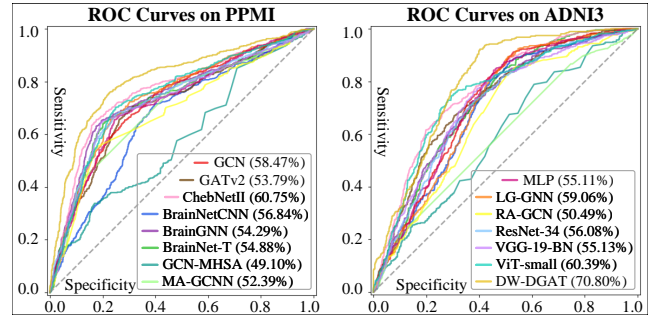 ROC Curves on PPMI
1.0
0.8
0.6
0.4
0.2
0.0
Sensitivity
GCN (58.47%)
GATv2 (53.79%)
ChebNetII (60.75%)
BrainNetCNN (56.84%)
BrainGNN (54.29%)
BrainNet-T (54.88%)
GCN-MHSA (49.10%)
MA-GCNN (52.39%)
Specificity
0.0 0.2 0.4 0.6 0.8 1.0
ROC Curves on ADNI3
1.0
0.8
0.6
0.4
0.2
0.0
Sensitivity
MLP (55.11%)
LG-GNN (59.06%)
RA-GCN (50.49%)
ResNet-34 (56.08%)
VGG-19-BN (55.13%)
ViT-small (60.39%)
DW-DGAT (70.80%)
Specificity
0.0 0.2 0.4 0.6 0.8 1.0